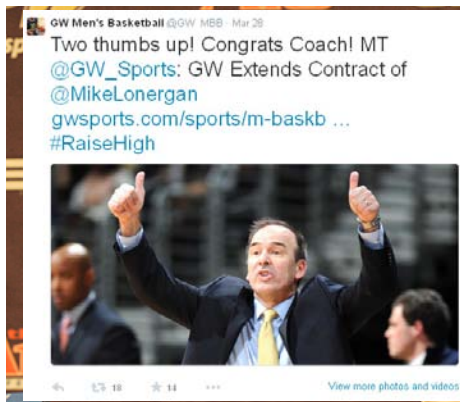 GW Men's Basketball @GW_MBB · Mar 28
Two thumbs up! Congrats Coach! MT
@GW_Sports: GW Extends Contract of
@MikeLonergan
gwsports.com/sports/m-baskb ...
#RaiseHigh
18 14 ...
View more photos and videos